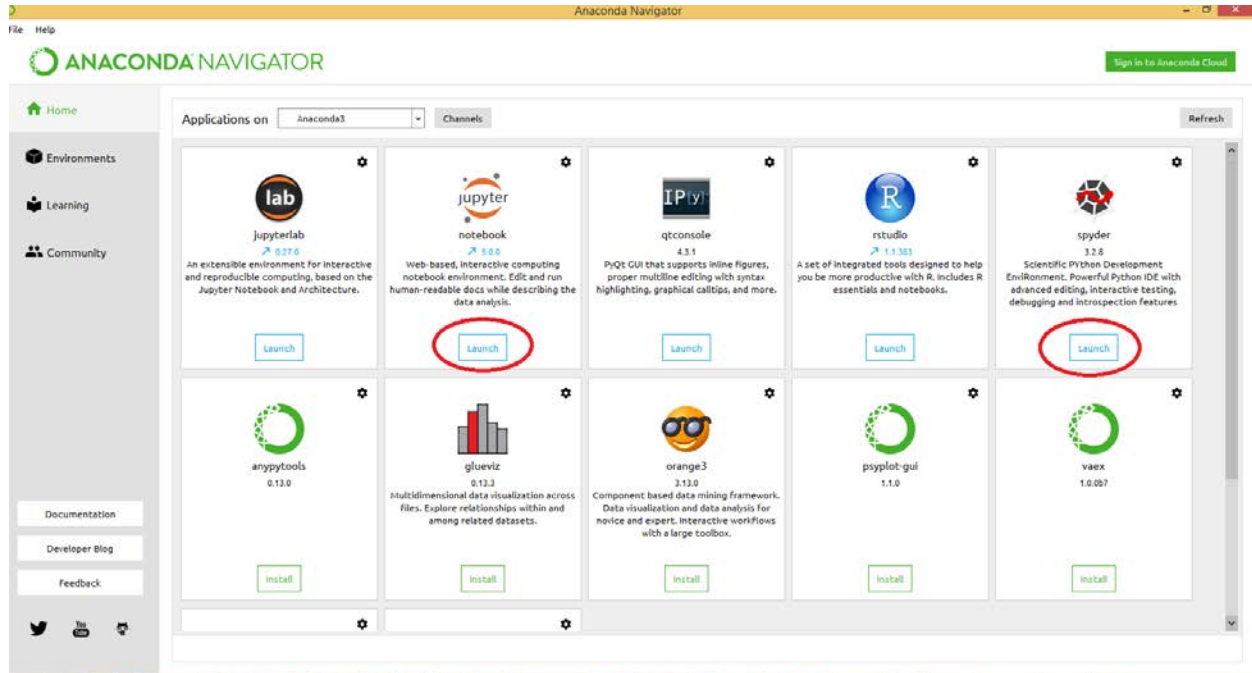 Anaconda Navigator
File Help
ANACONDA NAVIGATOR
Sign in to Anaconda Cloud
Home
Environments
Learning
Community
Documentation
Developer Blog
Feedback
You
Tube
Applications on Anaconda3 Channels Refresh
lab
jupyterlab
0.27.0
An extensible environment for interactive
and reproducible computing, based on the
Jupyter Notebook and Architecture.
Launch
jupyter
notebook
5.0.0
Web-based, interactive computing
notebook environment. Edit and run
human-readable docs while describing the
data analysis.
Launch
IP[y]:
qtconsole
4.3.1
PyQt GUI that supports inline figures,
proper multiline editing with syntax
highlighting, graphical calltips, and more.
Launch
R
rstudio
1.1.383
A set of integrated tools designed to help
you be more productive with R. Includes R
essentials and notebooks.
Launch
spyder
3.2.8
Scientific PYthon Development
EnviRonment. Powerful Python IDE with
advanced editing, interactive testing,
debugging and introspection features
Launch
anypytools
0.13.0
Install
glueviz
0.13.3
Multidimensional data visualization across
files. Explore relationships within and
among related datasets.
Install
orange3
3.13.0
Component based data mining framework.
Data visualization and data analysis for
novice and expert. Interactive workflows
with a large toolbox.
Install
psyplot-gui
1.1.0
Install
vaex
1.0.0b7
Install